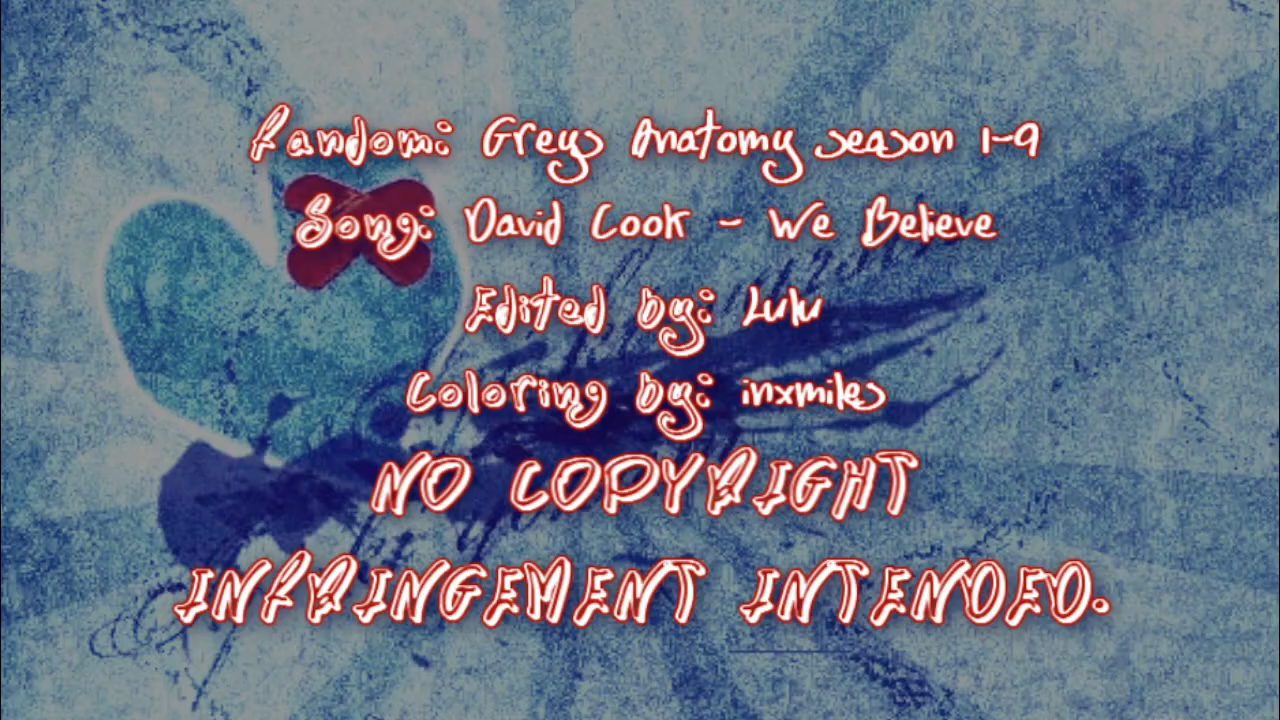 Fandom: Greys Anatomy season 1-9
Song: David Cook - We Believe
Edited by: Lulu
Coloring by: inxmiles
NO COPYRIGHT
INFRINGEMENT INTENDED.